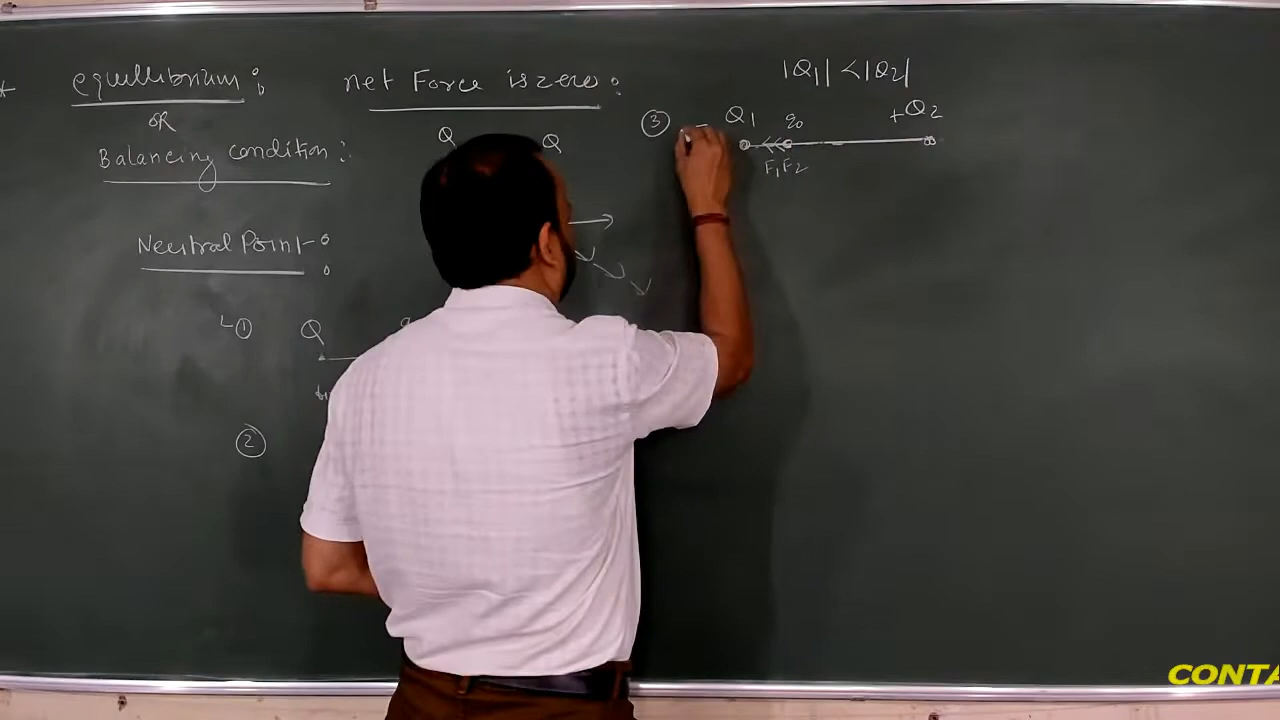 equillibrium:
OR
Balancing condition:
Neutral Point-:
① Q
②
net Force is zero:
Q Q
|Q1| < |Q2|
③ - Q1 q0 +Q2
F1 F2
CONTA